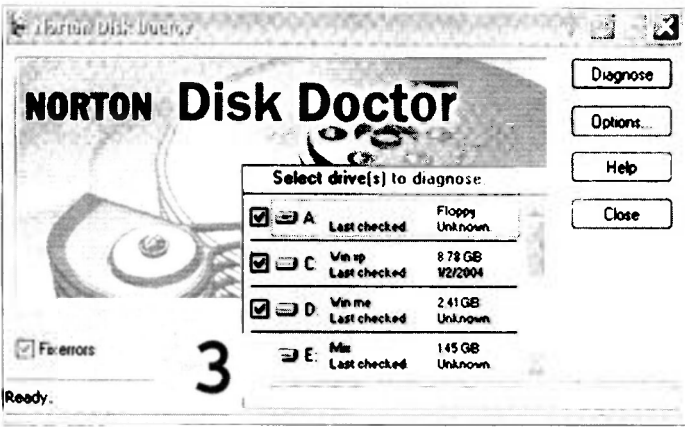 Norton Disk Doctor
NORTON Disk Doctor
Diagnose
Options...
Help
Close
Select drive(s) to diagnose
A: Floppy
Last checked Unknown
C: Win xp 8.78 GB
Last checked 1/2/2004
D: Win me 2.41 GB
Last checked Unknown
E: Mix 1.45 GB
Last checked Unknown
Fix errors
3
Ready.